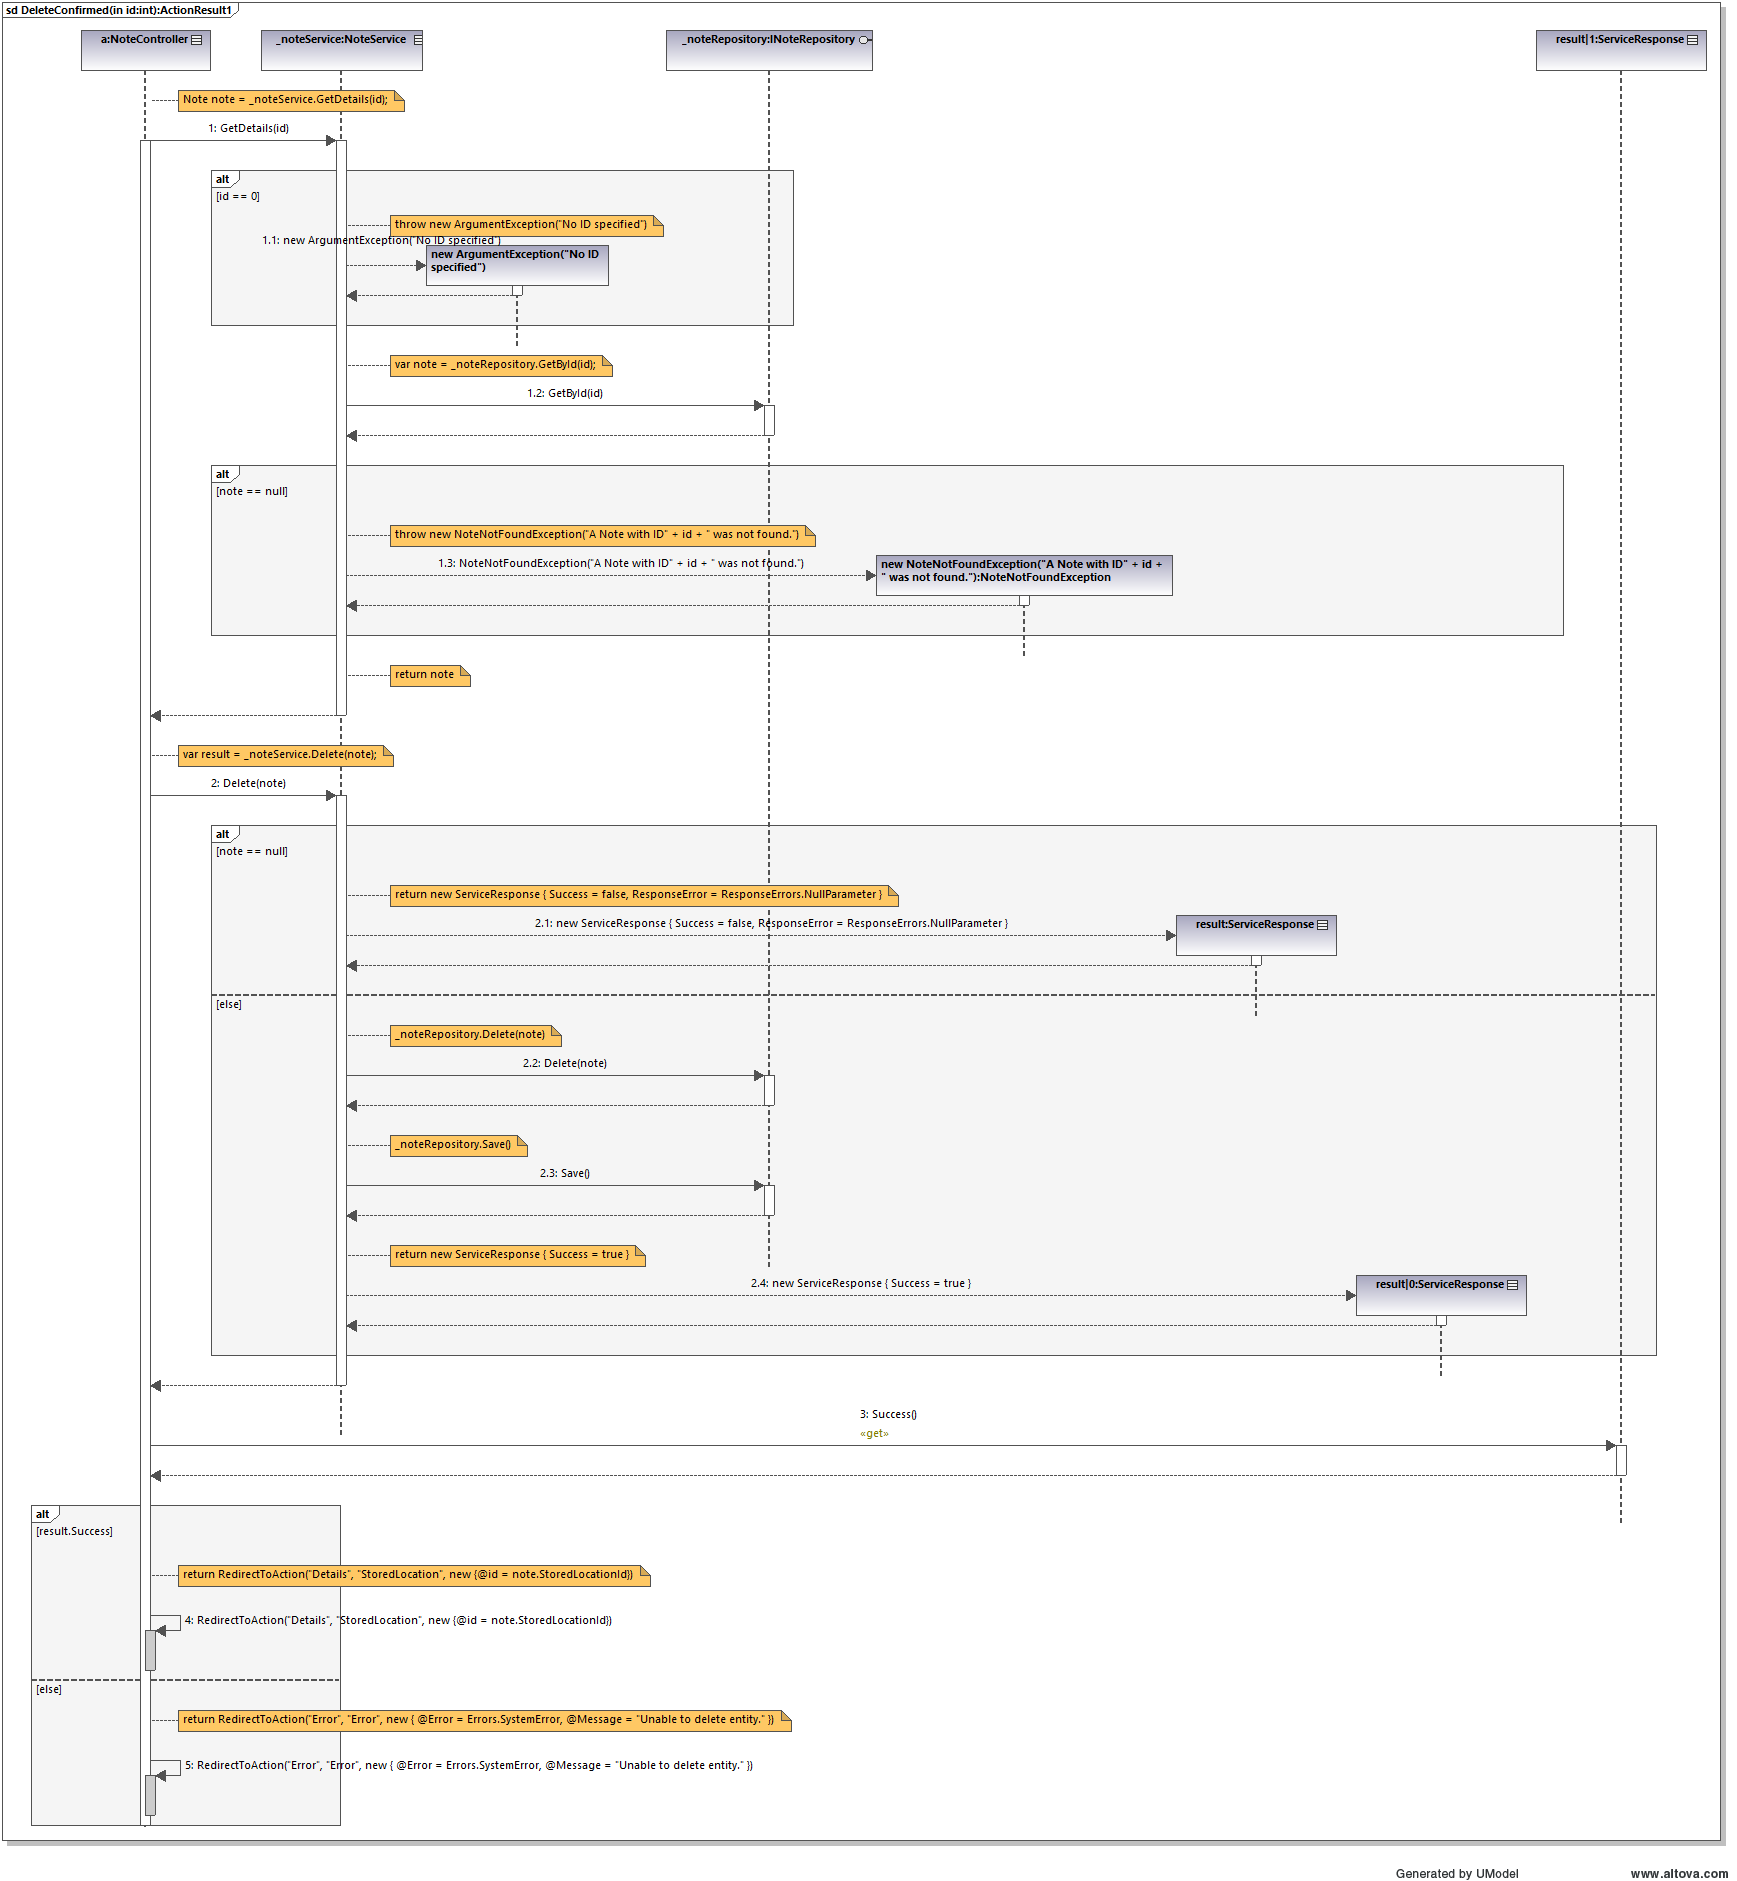 sd DeleteConfirmed(in id:int):ActionResult1
a:NoteController
_noteService:NoteService
_noteRepository:INoteRepository
result|1:ServiceResponse
Note note = _noteService.GetDetails(id);
1: GetDetails(id)
alt
[id == 0]
throw new ArgumentException("No ID specified")
1.1: new ArgumentException("No ID specified")
new ArgumentException("No ID
specified")
var note = _noteRepository.GetById(id);
1.2: GetById(id)
alt
[note == null]
throw new NoteNotFoundException("A Note with ID" + id + " was not found.")
1.3: NoteNotFoundException("A Note with ID" + id + " was not found.")
new NoteNotFoundException("A Note with ID" + id +
" was not found."):NoteNotFoundException
return note
var result = _noteService.Delete(note);
2: Delete(note)
alt
[note == null]
return new ServiceResponse { Success = false, ResponseError = ResponseErrors.NullParameter }
2.1: new ServiceResponse { Success = false, ResponseError = ResponseErrors.NullParameter }
result:ServiceResponse
[else]
_noteRepository.Delete(note)
2.2: Delete(note)
_noteRepository.Save()
2.3: Save()
return new ServiceResponse { Success = true }
2.4: new ServiceResponse { Success = true }
result|0:ServiceResponse
3: Success()
«get»
alt
[result.Success]
return RedirectToAction("Details", "StoredLocation", new {@id = note.StoredLocationId})
4: RedirectToAction("Details", "StoredLocation", new {@id = note.StoredLocationId})
[else]
return RedirectToAction("Error", "Error", new { @Error = Errors.SystemError, @Message = "Unable to delete entity." })
5: RedirectToAction("Error", "Error", new { @Error = Errors.SystemError, @Message = "Unable to delete entity." })
Generated by UModel
www.altova.com